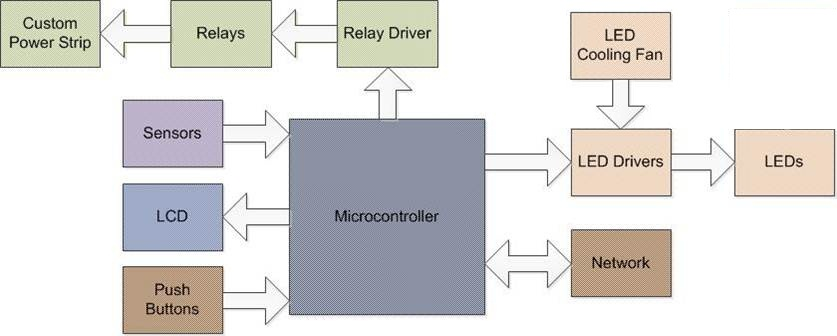 Custom
Power Strip
Relays
Relay Driver
LED
Cooling Fan
Sensors
LED Drivers
LEDs
LCD
Microcontroller
Network
Push
Buttons